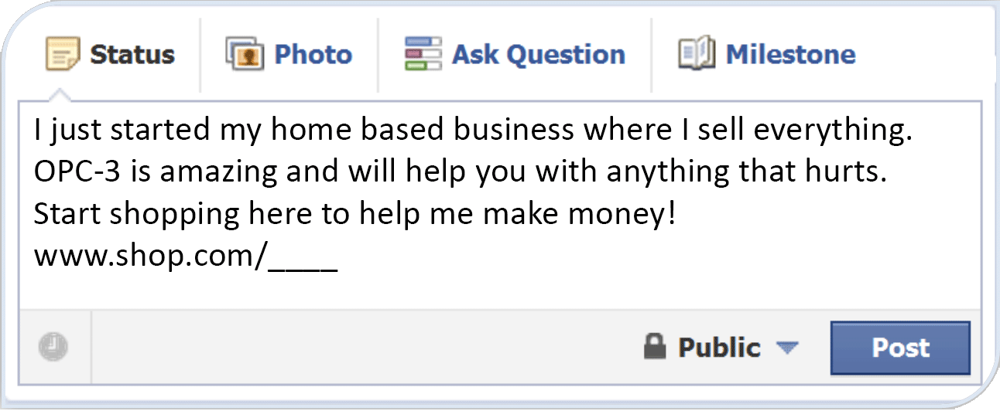 Status Photo Ask Question Milestone
I just started my home based business where I sell everything.
OPC-3 is amazing and will help you with anything that hurts.
Start shopping here to help me make money!
www.shop.com/____
Public Post